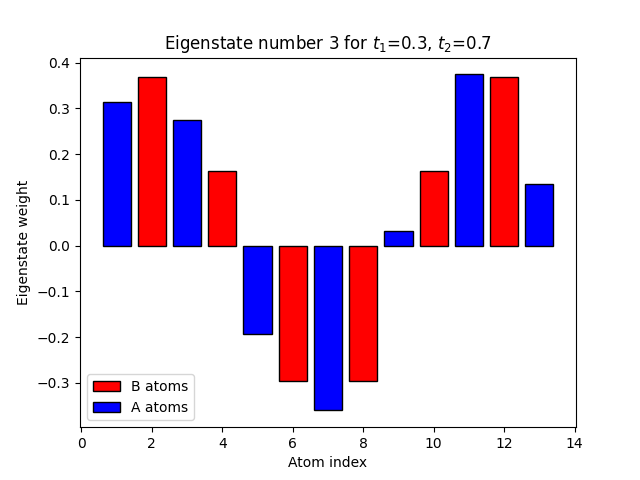 Eigenstate number 3 for t₁=0.3, t₂=0.7
0.4
0.3
0.2
0.1
0.0
−0.1
−0.2
−0.3
Eigenstate weight
B atoms
A atoms
0 2 4 6 8 10 12 14
Atom index